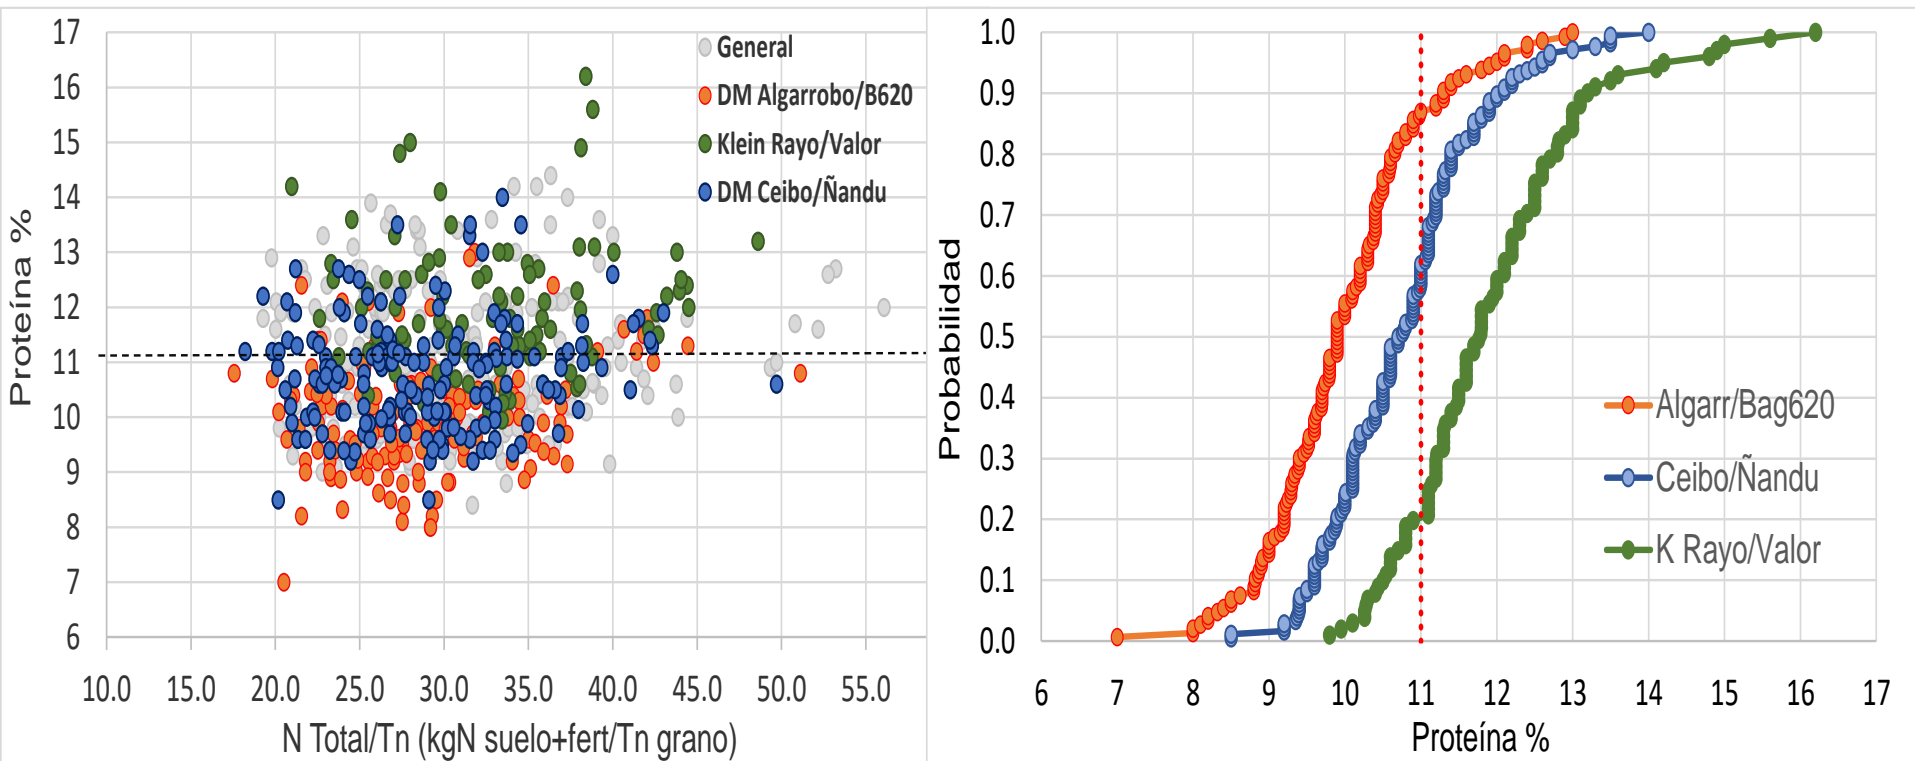 17
16
15
14
13
12
11
10
9
8
7
6
Proteína %
General
DM Algarrobo/B620
Klein Rayo/Valor
DM Ceibo/Ñandu
10.0 15.0 20.0 25.0 30.0 35.0 40.0 45.0 50.0 55.0
N Total/Tn (kgN suelo+fert/Tn grano)
1.0
0.9
0.8
0.7
0.6
0.5
0.4
0.3
0.2
0.1
0.0
Probabilidad
Algarr/Bag620
Ceibo/Ñandu
K Rayo/Valor
6 7 8 9 10 11 12 13 14 15 16 17
Proteína %